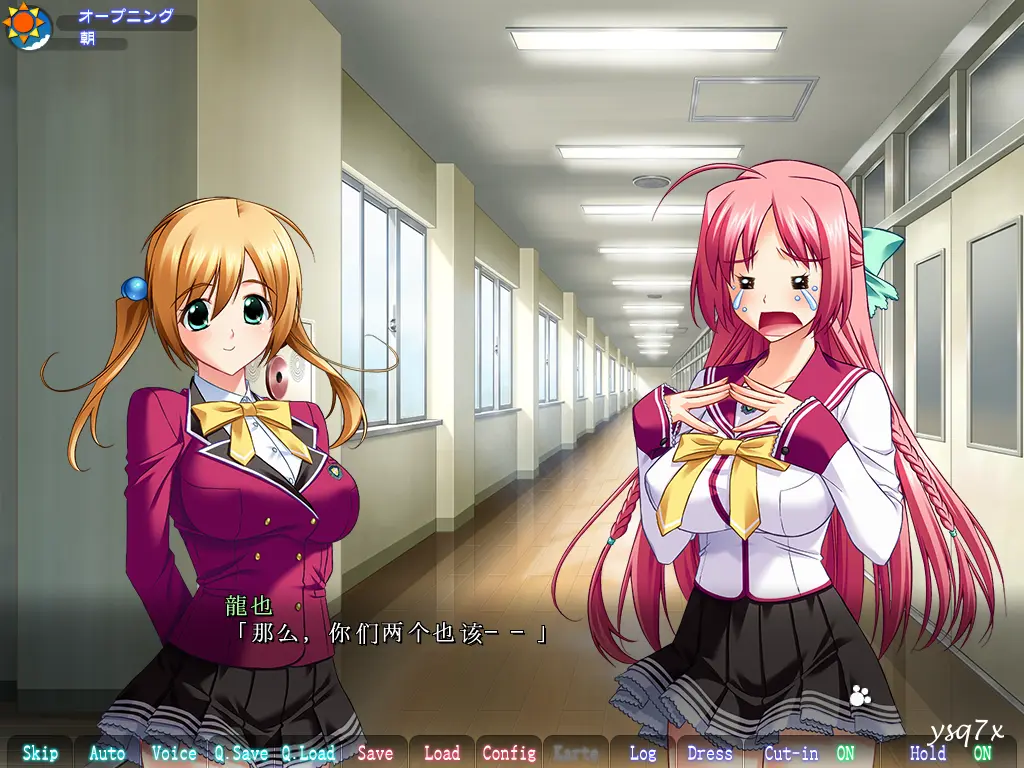 オープニング
朝
龍也
「那么，你们两个也该－－」
Skip Auto Voice Q.Save Q.Load Save Load Config Karte Log Dress Cut-in ON Hold ON
ysq7x